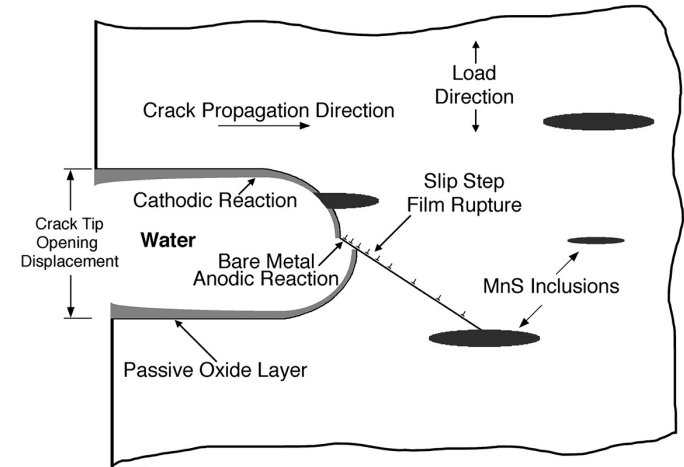 Load
Direction
Crack Propagation Direction
Cathodic Reaction
Slip Step
Film Rupture
Crack Tip
Opening
Displacement
Water
Bare Metal
Anodic Reaction
MnS Inclusions
Passive Oxide Layer